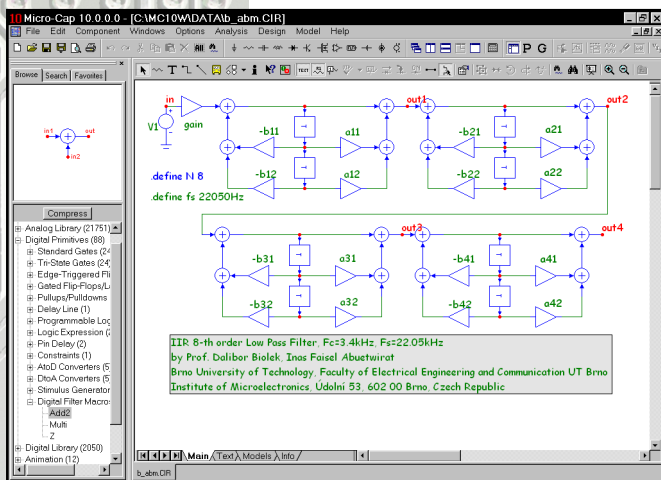 10 Micro-Cap 10.0.0.0 - [C:\MC10W\DATA\b_abm.CIR]
File Edit Component Windows Options Analysis Design Model Help
Browse Search Favorites
in1 out
in2
Compress
Analog Library (21751)
Digital Primitives (88)
Standard Gates (24
Tri-State Gates (24
Edge-Triggered Fli
Gated Flip-Flops/L
Pullups/Pulldowns
Delay Line (1)
Programmable Log
Logic Expression (
Pin Delay (2)
Constraints (1)
AtoD Converters (5
DtoA Converters (5
Stimulus Generator
Digital Filter Macro
Add2
Multi
Z
Digital Library (2050)
Animation (12)
in out1 out2
V1 gain
-b11 a11 -b21 a21
-b12 a12 -b22 a22
.define N 8
.define fs 22050Hz
out3 out4
-b31 a31 -b41 a41
-b32 a32 -b42 a42
IIR 8-th order Low Pass Filter, Fc=3.4kHz, Fs=22.05kHz
by Prof. Dalibor Biolek, Inas Faisel Abuetwirat
Brno University of Technology, Faculty of Electrical Engineering and Communication UT Brno
Institute of Microelectronics, Údolní 53, 602 00 Brno, Czech Republic
Main Text Models Info
b_abm.CIR